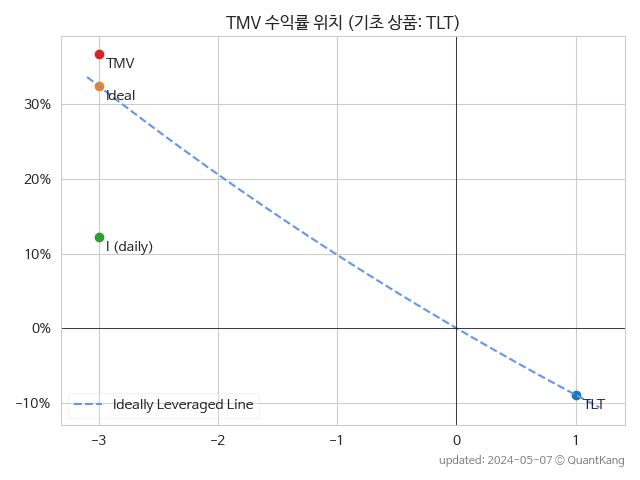 TMV 수익률 위치 (기초 상품: TLT)
TMV
Ideal
30%
20%
I (daily)
10%
0%
-10%
Ideally Leveraged Line
TLT
-3
-2
-1
0
1
updated: 2024-05-07 © QuantKang